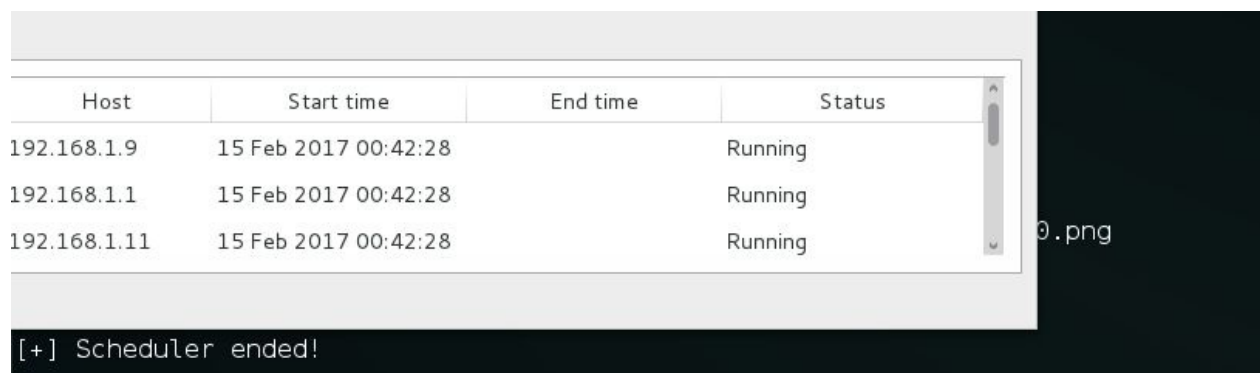 Host Start time End time Status
192.168.1.9 15 Feb 2017 00:42:28 Running
192.168.1.1 15 Feb 2017 00:42:28 Running
192.168.1.11 15 Feb 2017 00:42:28 Running
0.png
[+] Scheduler ended!